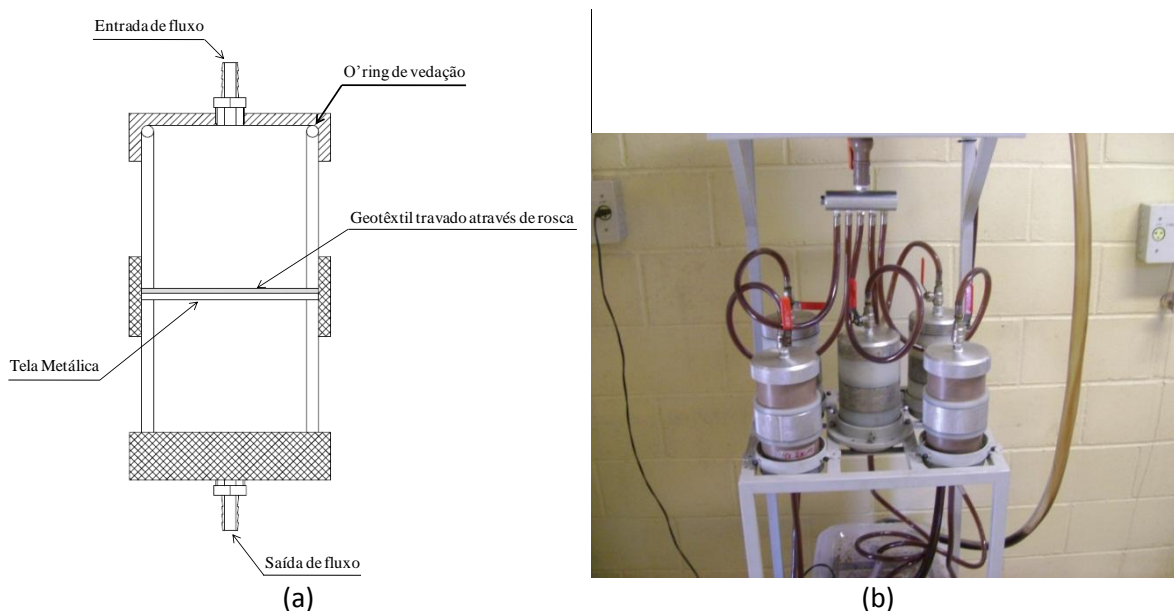 Entrada de fluxo
O’ring de vedação
Geotêxtil travado através de rosca
Tela Metálica
Saída de fluxo
(a)
(b)